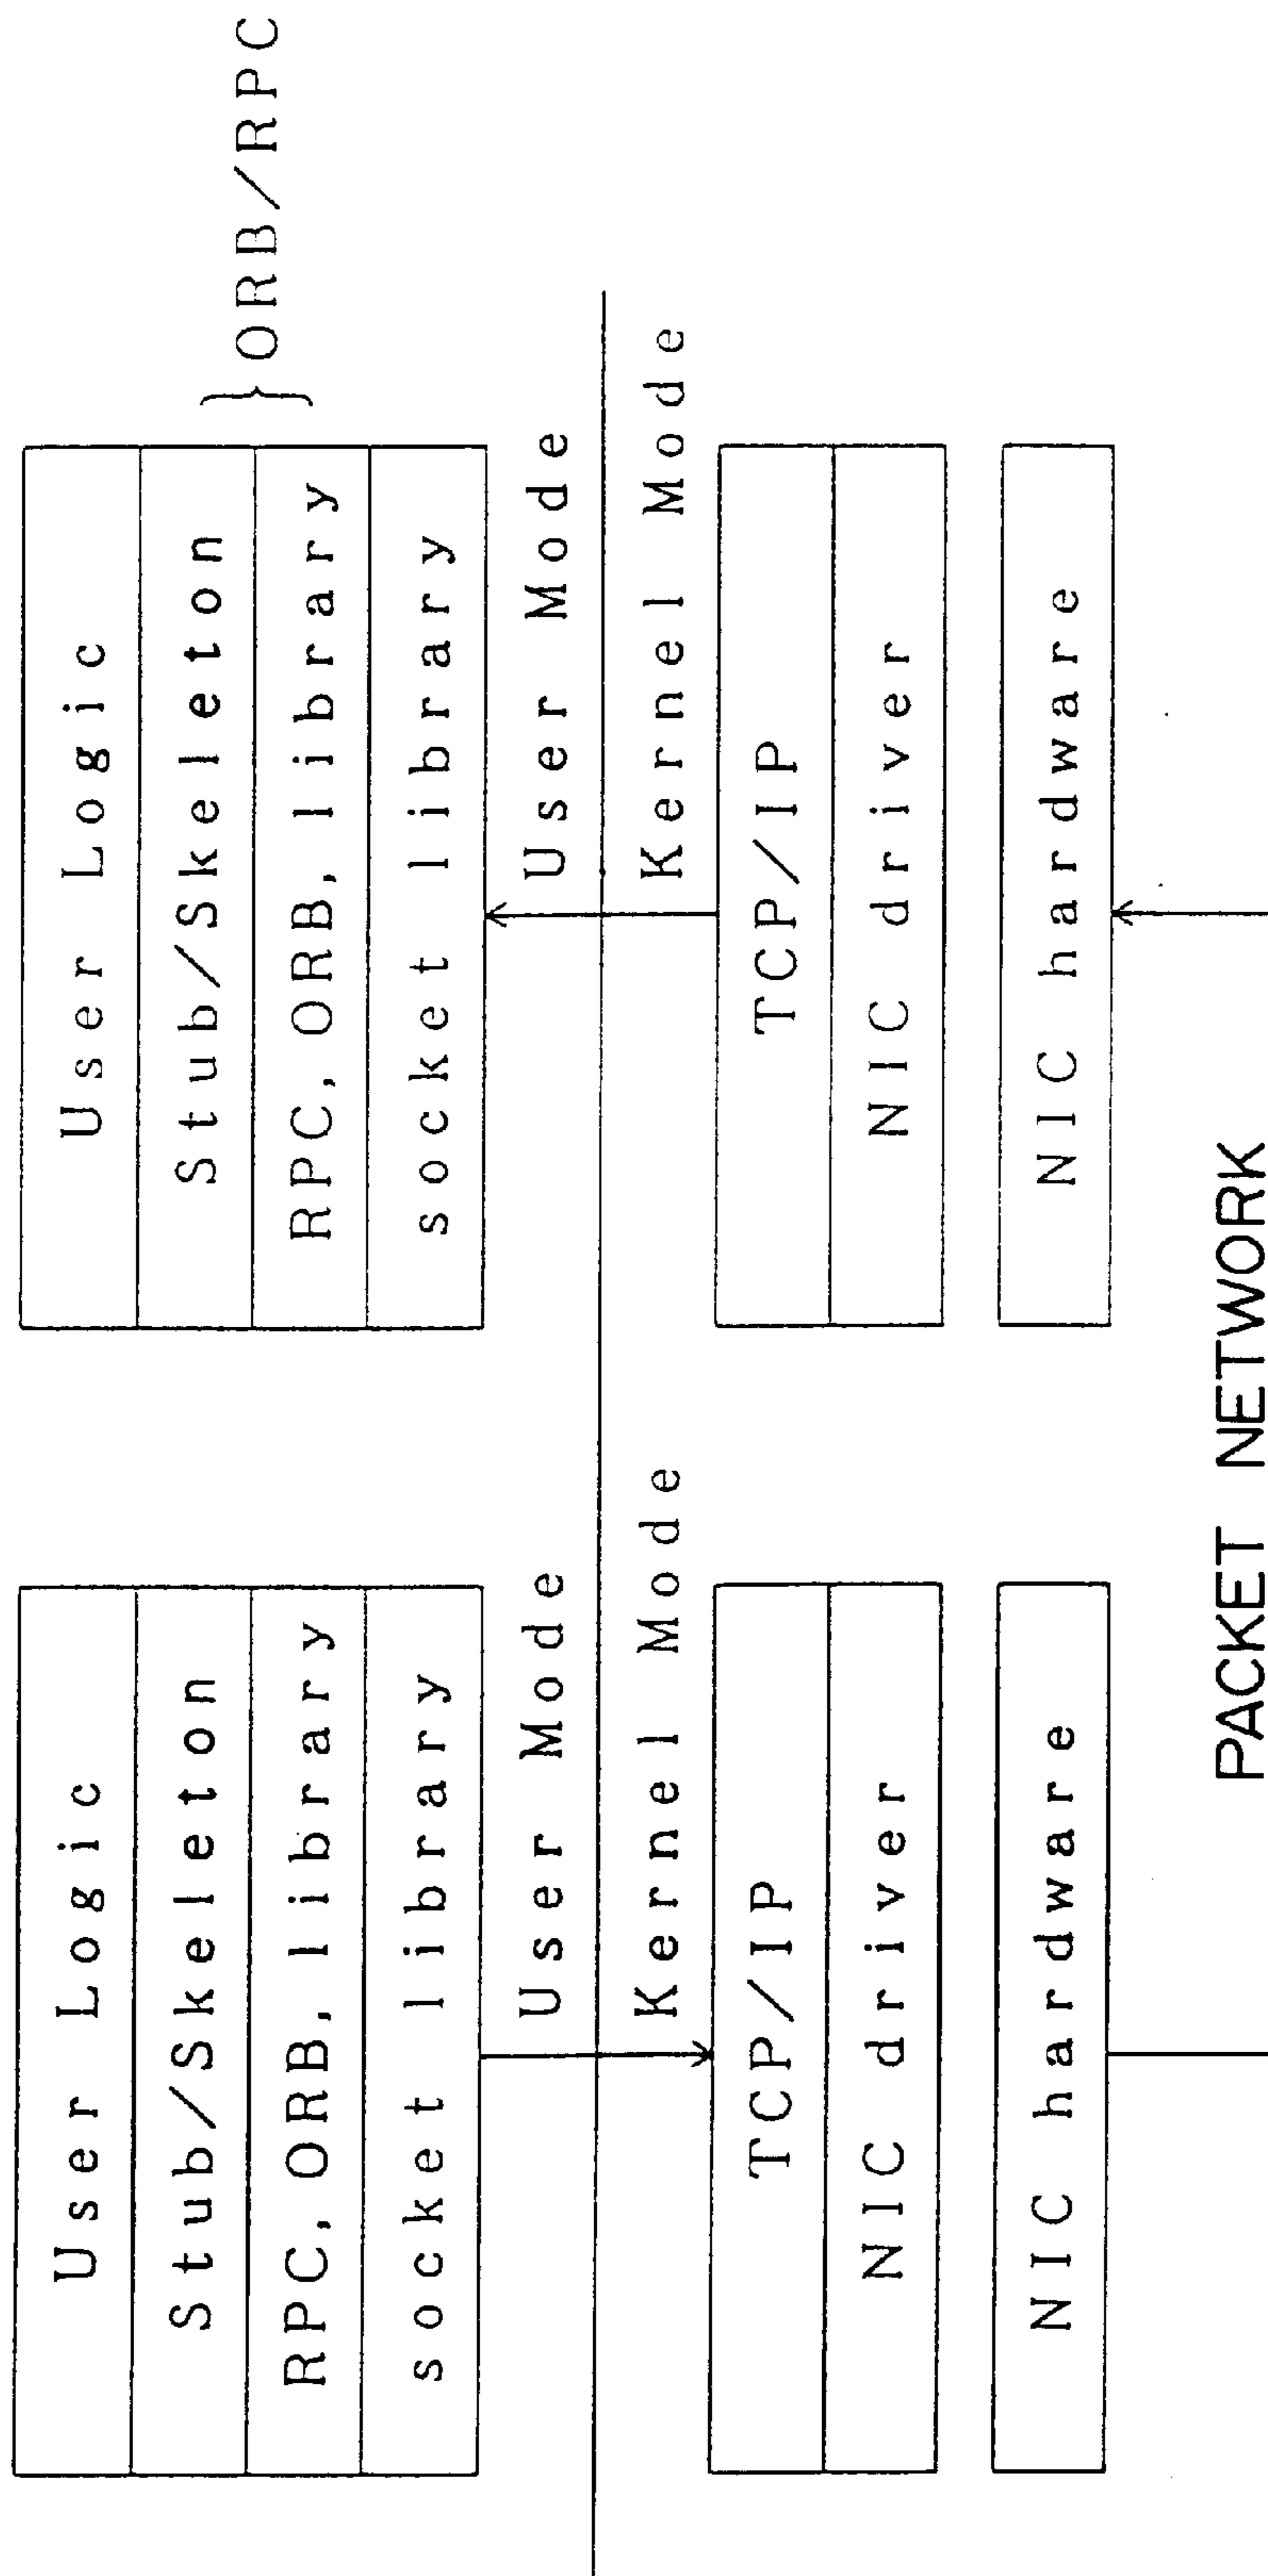 User Logic
Stub/Skeleton
RPC, ORB, library
socket library
User Mode
Kernel Mode
TCP/IP
NIC driver
NIC hardware
User Logic
Stub/Skeleton
RPC, ORB, library
socket library
ORB/RPC
User Mode
Kernel Mode
TCP/IP
NIC driver
NIC hardware
PACKET NETWORK